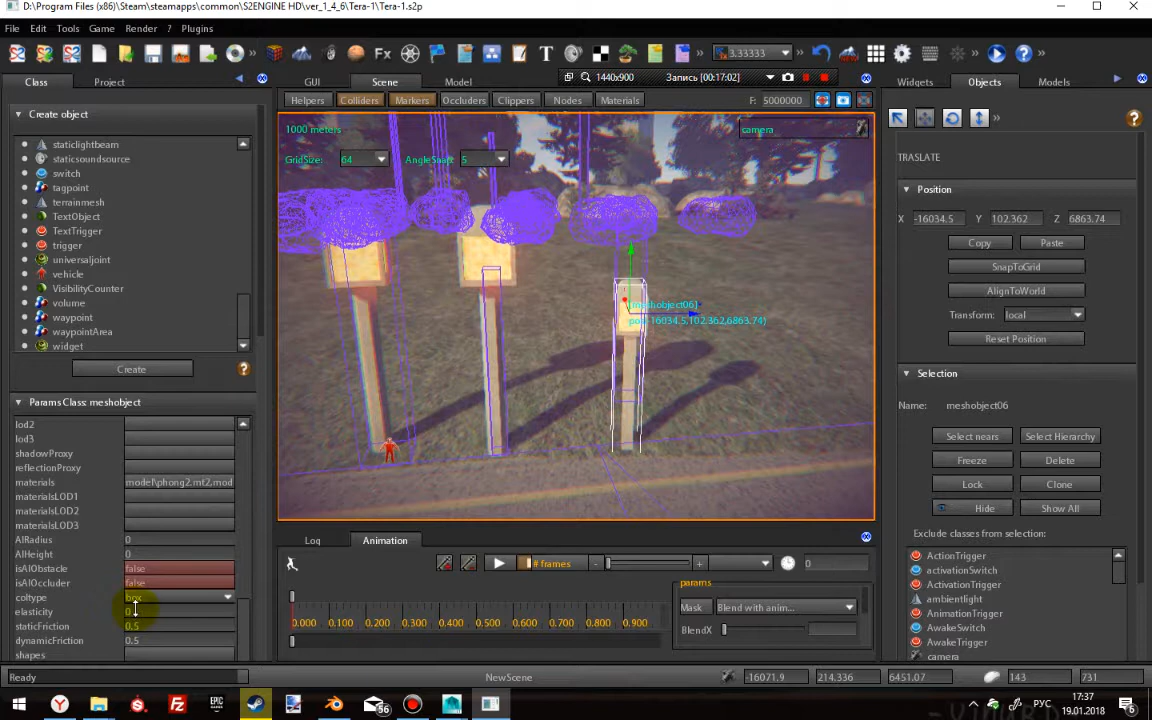 D:\Program Files (x86)\Steam\steamapps\common\S2ENGINE HD\ver_1_4_6\Tera-1\Tera-1.s2p
File Edit Tools Game Render ? Plugins
Fx T 3.33333
Class Project
GUI Scene Model
1440x900 Запись [00:17:02]
Widgets Objects Models
Helpers Colliders Markers Occluders Clippers Nodes Materials F: 5000000
Create object
staticlightbeam
staticsoundsource
switch
tagpoint
terrainmesh
TextObject
TextTrigger
trigger
universaljoint
vehicle
VisibilityCounter
volume
waypoint
waypointArea
widget
Create
Params Class: meshobject
lod2
lod3
shadowProxy
reflectionProxy
materials model\phong2.mt2,mod
materialsLOD1
materialsLOD2
materialsLOD3
AIRadius 0
AIHeight 0
isAIObstacle false
isAIOccluder false
coltype box
elasticity
staticFriction 0.5
dynamicFriction 0.5
shapes
1000 meters
camera
GridSize: 64 AngleSnap: 5
[meshobject06]
Log Animation
# frames - + 0
0.000 0.100 0.200 0.300 0.400 0.500 0.600 0.700 0.800 0.900
params
Mask Blend with anim...
BlendX
TRASLATE
Position
X -16034.5 Y 102.362 Z 6863.74
Copy Paste
SnapToGrid
AlignToWorld
Transform: local
Reset Position
Selection
Name: meshobject06
Select nears Select Hierarchy
Freeze Delete
Lock Clone
Hide Show All
Exclude classes from selection:
ActionTrigger
activationSwitch
ActivationTrigger
ambientlight
AnimationTrigger
AwakeSwitch
AwakeTrigger
camera
Ready NewScene -16071.9 214.336 6451.07 143 731
EPIC 56 РУС 17:37
19.01.2018 6